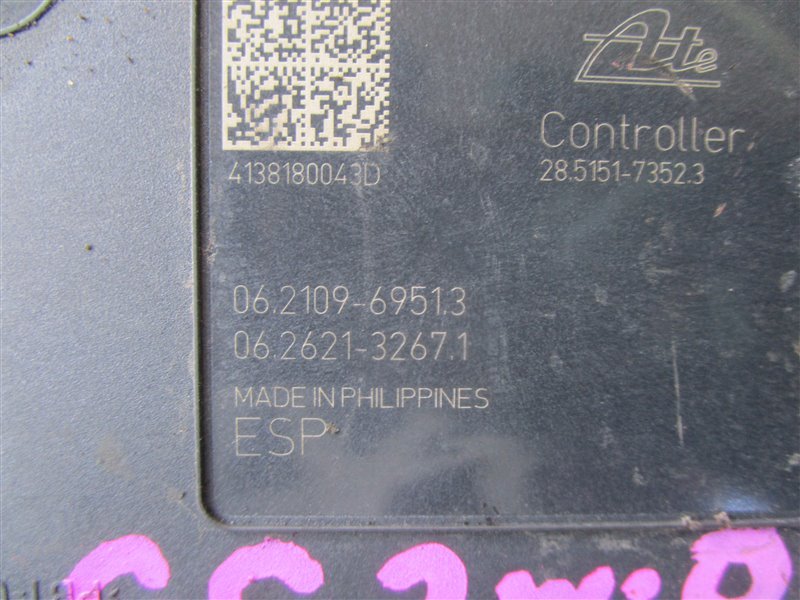 Ate
Controller
4138180043D
28.5151-7352.3
06.2109-6951.3
06.2621-3267.1
MADE IN PHILIPPINES
ESP